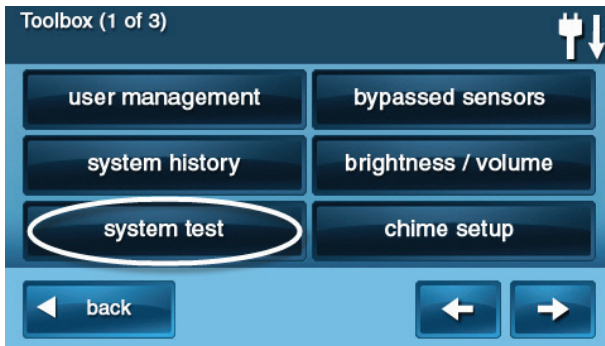 Toolbox (1 of 3)
user management
bypassed sensors
system history
brightness / volume
system test
chime setup
back